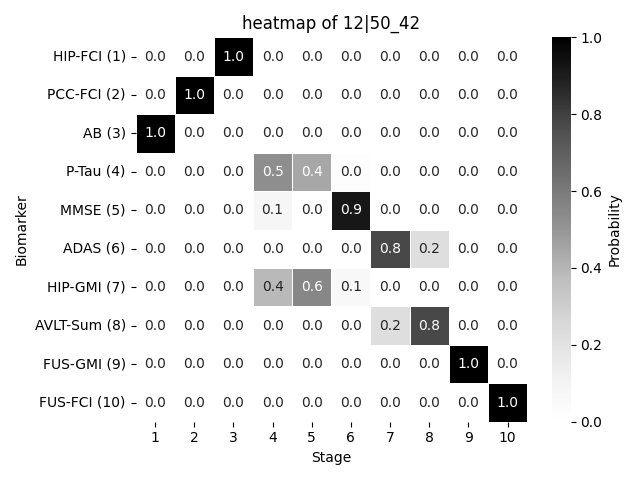 heatmap of 12|50_42
HIP-FCI (1) 0.0 0.0 1.0 0.0 0.0 0.0 0.0 0.0 0.0 0.0
PCC-FCI (2) 0.0 1.0 0.0 0.0 0.0 0.0 0.0 0.0 0.0 0.0
AB (3) 1.0 0.0 0.0 0.0 0.0 0.0 0.0 0.0 0.0 0.0
P-Tau (4) 0.0 0.0 0.0 0.5 0.4 0.0 0.0 0.0 0.0 0.0
MMSE (5) 0.0 0.0 0.0 0.1 0.0 0.9 0.0 0.0 0.0 0.0
ADAS (6) 0.0 0.0 0.0 0.0 0.0 0.0 0.8 0.2 0.0 0.0
HIP-GMI (7) 0.0 0.0 0.0 0.4 0.6 0.1 0.0 0.0 0.0 0.0
AVLT-Sum (8) 0.0 0.0 0.0 0.0 0.0 0.0 0.2 0.8 0.0 0.0
FUS-GMI (9) 0.0 0.0 0.0 0.0 0.0 0.0 0.0 0.0 1.0 0.0
FUS-FCI (10) 0.0 0.0 0.0 0.0 0.0 0.0 0.0 0.0 0.0 1.0
1 2 3 4 5 6 7 8 9 10
Stage
Biomarker
1.0
0.8
0.6
0.4
0.2
0.0
Probability